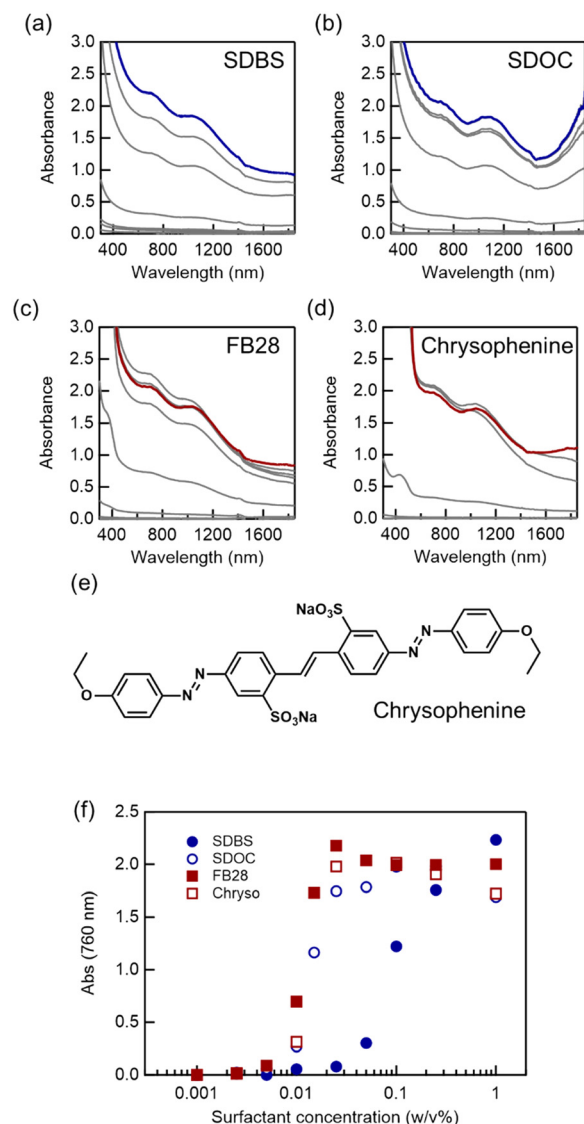 (a)
SDBS
3.0
2.5
2.0
1.5
1.0
0.5
0.0
Absorbance
300 800 1200 1600
Wavelength (nm)
(b)
SDOC
3.0
2.5
2.0
1.5
1.0
0.5
0.0
Absorbance
400 800 1200 1600
Wavelength (nm)
(c)
FB28
3.0
2.5
2.0
1.5
1.0
0.5
0.0
Absorbance
400 800 1200 1600
Wavelength (nm)
(d)
Chrysophenine
3.0
2.5
2.0
1.5
1.0
0.5
0.0
Absorbance
400 800 1200 1600
Wavelength (nm)
(e)
NaO₃S
N
N
O
O
N
N
SO₃Na
Chrysophenine
(f)
2.5
2.0
1.5
1.0
0.5
0.0
Abs (760 nm)
SDBS
SDOC
FB28
Chryso
0.001 0.01 0.1 1
Surfactant concentration (w/v%)